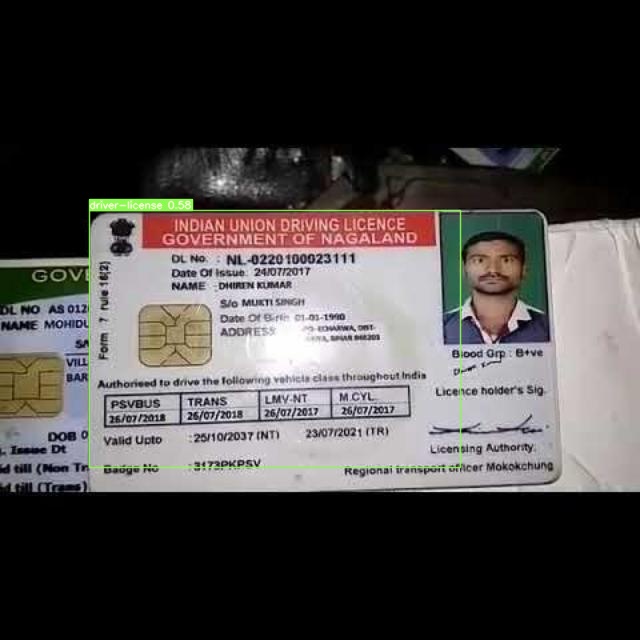 driver-license 0.58
INDIAN UNION DRIVING LICENCE
GOVERNMENT OF NAGALAND
DL No. : NL-0220100023111
Date Of Issue: 24/07/2017
NAME : DHIREN KUMAR
S/o MUKTI SINGH
Date Of Birth 01-01-1990
ADDRESS
Form 7 rule 16(2)
Blood Grp : B+ve
Licence holder's Sig.
Authorised to drive the following vehicle class throughout India
PSVBUS TRANS LMV-NT M.CYL.
26/07/2018 26/07/2018 26/07/2017 26/07/2017
Valid Upto : 25/10/2037 (NT) 23/07/2021 (TR)
Licensing Authority.
Badge No : 3173PKPSV
Regional transport officer Mokokchung
GOVE
DL NO AS 012
NAME MOHIDU
SA
VILL
BAR
DOB 0
Issue Dt
d till (Non Tr
d till (Trans)